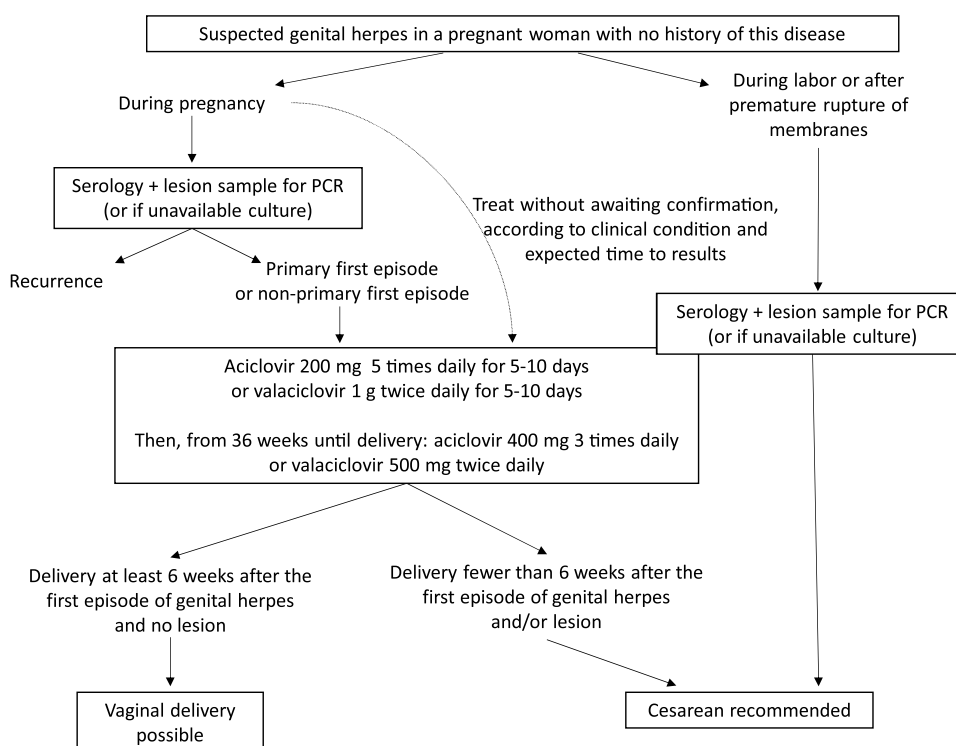 Suspected genital herpes in a pregnant woman with no history of this disease
During pregnancy
During labor or after
premature rupture of
membranes
Serology + lesion sample for PCR
(or if unavailable culture)
Treat without awaiting confirmation,
according to clinical condition and
expected time to results
Recurrence
Primary first episode
or non-primary first episode
Serology + lesion sample for PCR
(or if unavailable culture)
Aciclovir 200 mg 5 times daily for 5-10 days
or valaciclovir 1 g twice daily for 5-10 days
Then, from 36 weeks until delivery: aciclovir 400 mg 3 times daily
or valaciclovir 500 mg twice daily
Delivery at least 6 weeks after the
first episode of genital herpes
and no lesion
Delivery fewer than 6 weeks after the
first episode of genital herpes
and/or lesion
Vaginal delivery
possible
Cesarean recommended